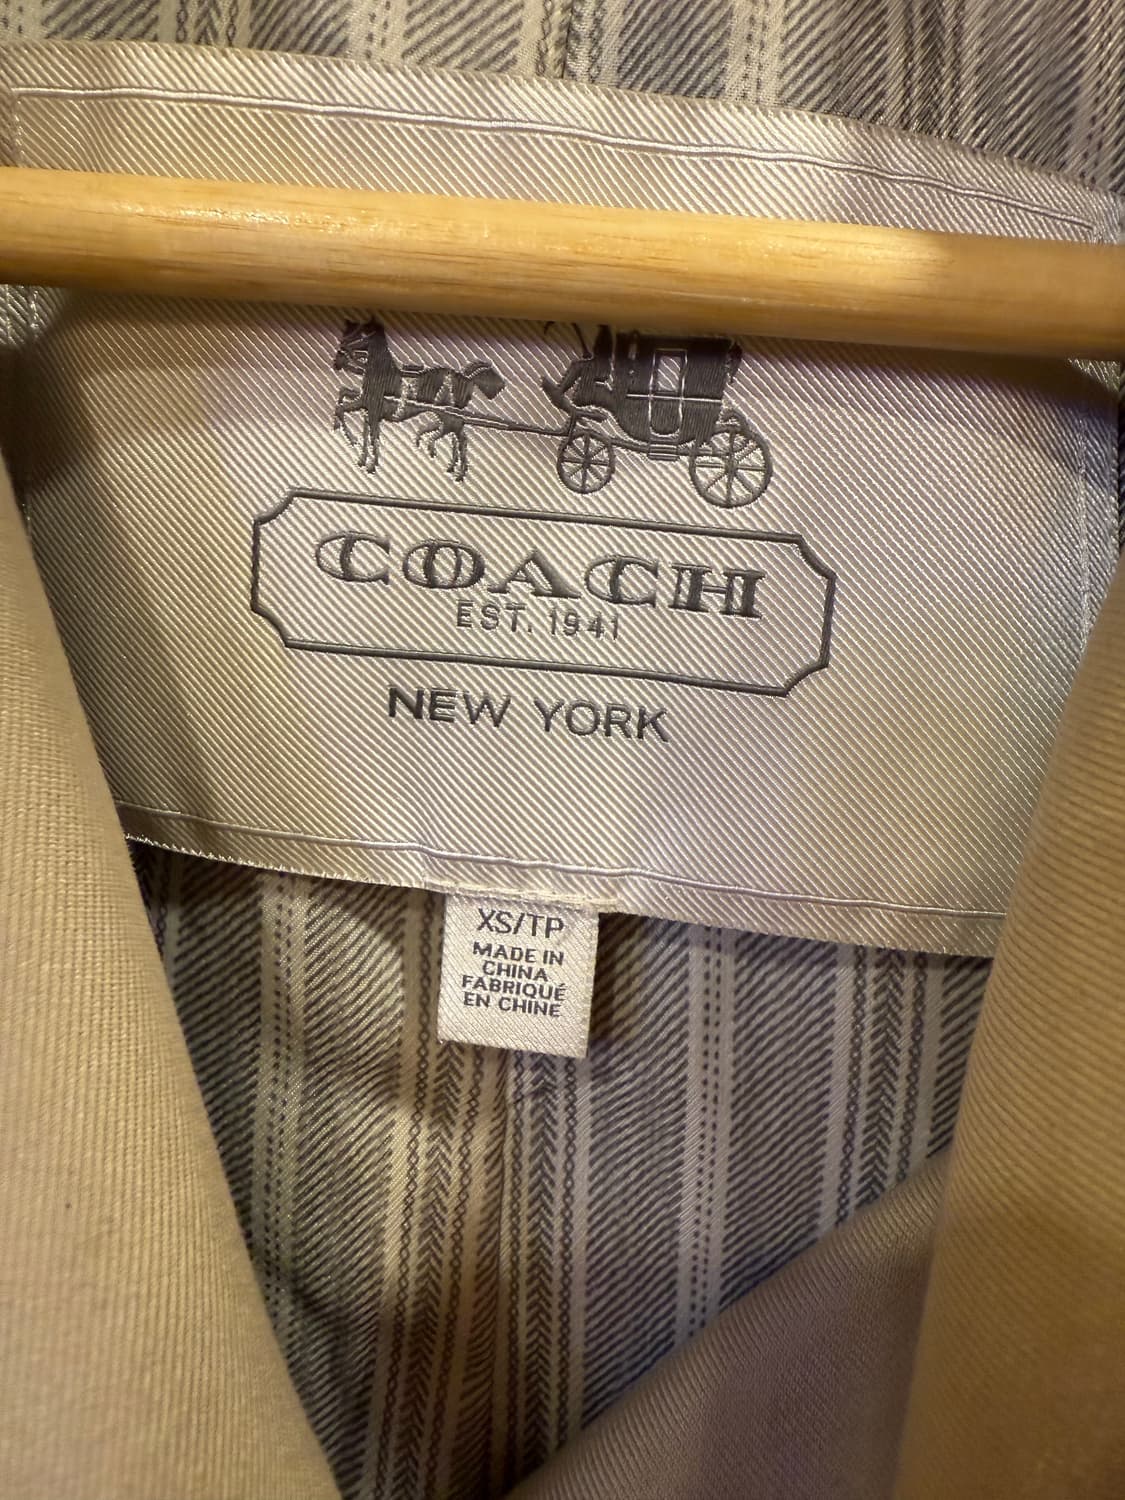 COACH
EST. 1941
NEW YORK
XS/TP
MADE IN
CHINA
FABRIQUÉ
EN CHINE